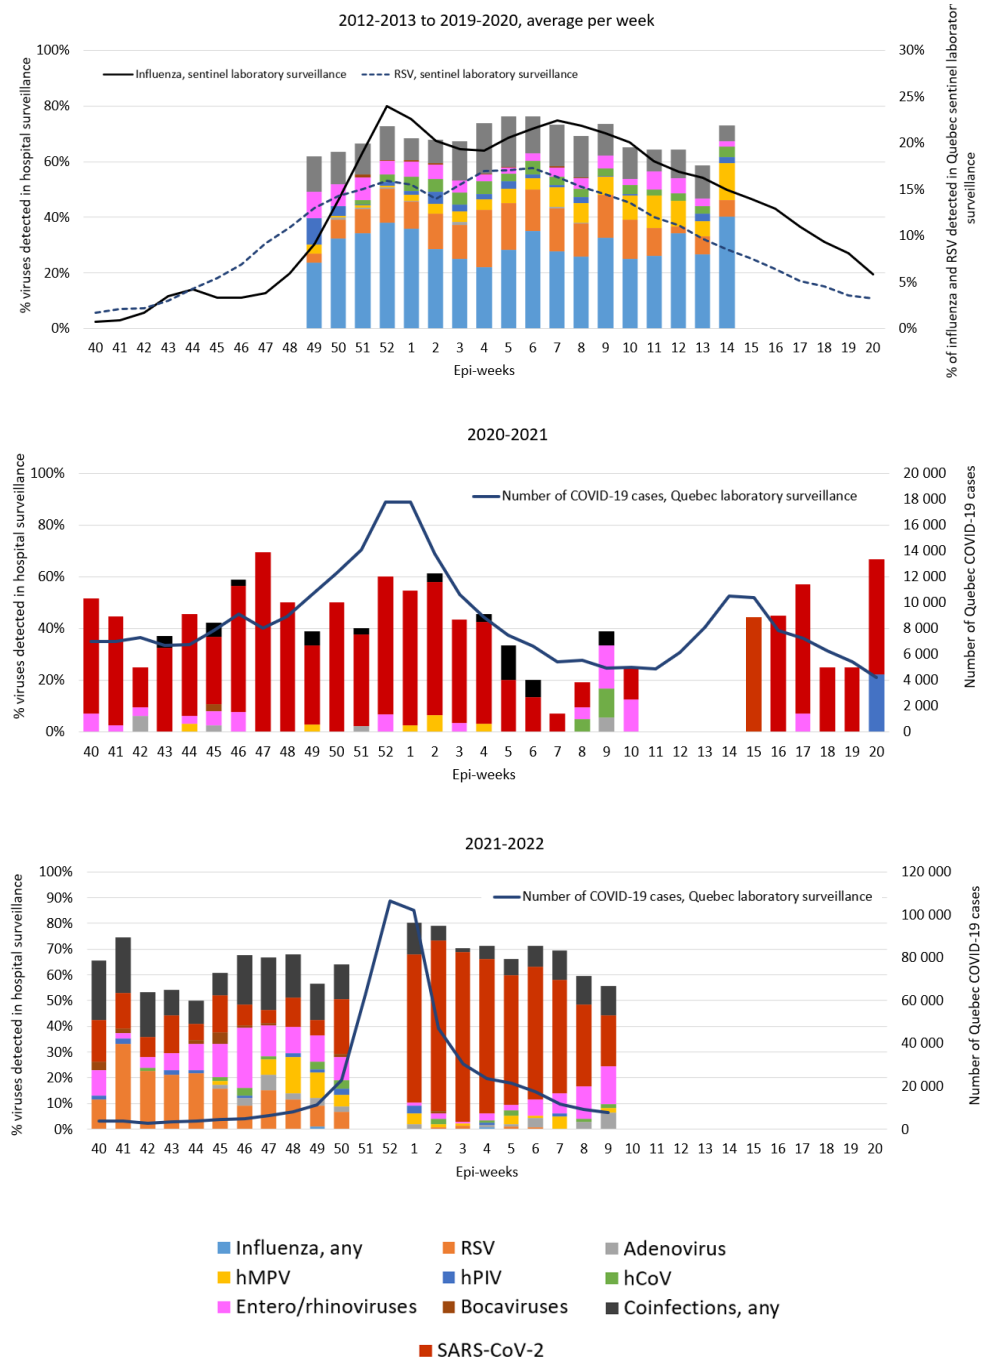 2012-2013 to 2019-2020, average per week
% viruses detected in hospital surveillance
% of influenza and RSV detected in Quebec sentinel laborator
surveillance
100%
80%
60%
40%
20%
0%
30%
25%
20%
15%
10%
5%
0%
Influenza, sentinel laboratory surveillance
RSV, sentinel laboratory surveillance
40 41 42 43 44 45 46 47 48 49 50 51 52 1 2 3 4 5 6 7 8 9 10 11 12 13 14 15 16 17 18 19 20
Epi-weeks
2020-2021
% viruses detected in hospital surveillance
Number of Quebec COVID-19 cases
100%
80%
60%
40%
20%
0%
20 000
18 000
16 000
14 000
12 000
10 000
8 000
6 000
4 000
2 000
0
Number of COVID-19 cases, Quebec laboratory surveillance
40 41 42 43 44 45 46 47 48 49 50 51 52 1 2 3 4 5 6 7 8 9 10 11 12 13 14 15 16 17 18 19 20
Epi-weeks
2021-2022
% viruses detected in hospital surveillance
Number of Quebec COVID-19 cases
100%
90%
80%
70%
60%
50%
40%
30%
20%
10%
0%
120 000
100 000
80 000
60 000
40 000
20 000
0
Number of COVID-19 cases, Quebec laboratory surveillance
40 41 42 43 44 45 46 47 48 49 50 51 52 1 2 3 4 5 6 7 8 9 10 11 12 13 14 15 16 17 18 19 20
Epi-weeks
Influenza, any RSV Adenovirus
hMPV hPIV hCoV
Entero/rhinoviruses Bocaviruses Coinfections, any
SARS-CoV-2